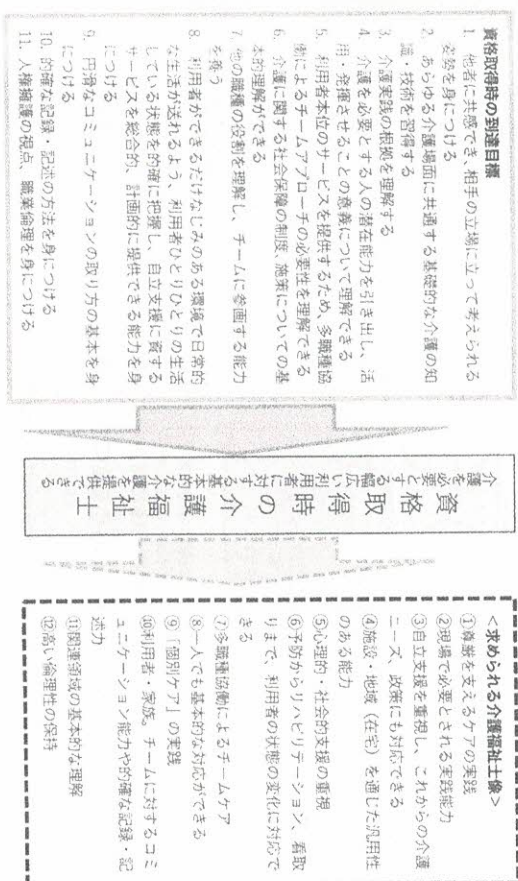 資格取得時の到達目標
1. 他者に共感でき、相手の立場に立って考えられる
姿勢を身につける
2. あらゆる介護場面に共通する基礎的な介護の知
識・技術を習得する
3. 介護実践の根拠を理解する
4. 介護を必要とする人の潜在能力を引き出し、活
用・発揮させることの意義について理解できる
5. 利用者本位のサービスを提供するため、多職種協
働によるチームアプローチの必要性を理解できる
6. 介護に関する社会保障の制度、施策についての基
本的理解ができる
7. 他の職種の役割を理解し、チームに参画する能力
を養う
8. 利用者ができるだけなじみのある環境で日常的
な生活が送れるよう、利用者ひとりひとりの生活
している状態を的確に把握し、自立支援に資する
サービスを総合的、計画的に提供できる能力を身
につける
9. 円滑なコミュニケーションの取り方の基本を身
につける
10. 的確な記録・記述の方法を身につける
11. 人権擁護の視点、職業倫理を身につける
資格取得時の介護福祉士
介護を必要とする幅広い利用者に対する基本的な介護を提供できる
<求められる介護福祉士像>
①尊厳を支えるケアの実践
②現場で必要とされる実践能力
③自立支援を重視し、これからの介護
ニーズ、政策にも対応できる
④施設・地域（在宅）を通じた汎用性
のある能力
⑤心理的・社会的支援の重視
⑥予防からリハビリテーション、看取
りまで、利用者の状態の変化に対応で
きる
⑦多職種協働によるチームケア
⑧一人でも基本的な対応ができる
⑨「個別ケア」の実践
⑩利用者・家族、チームに対するコミ
ュニケーション能力や的確な記録・記
述力
⑪関連領域の基本的な理解
⑫高い倫理性の保持